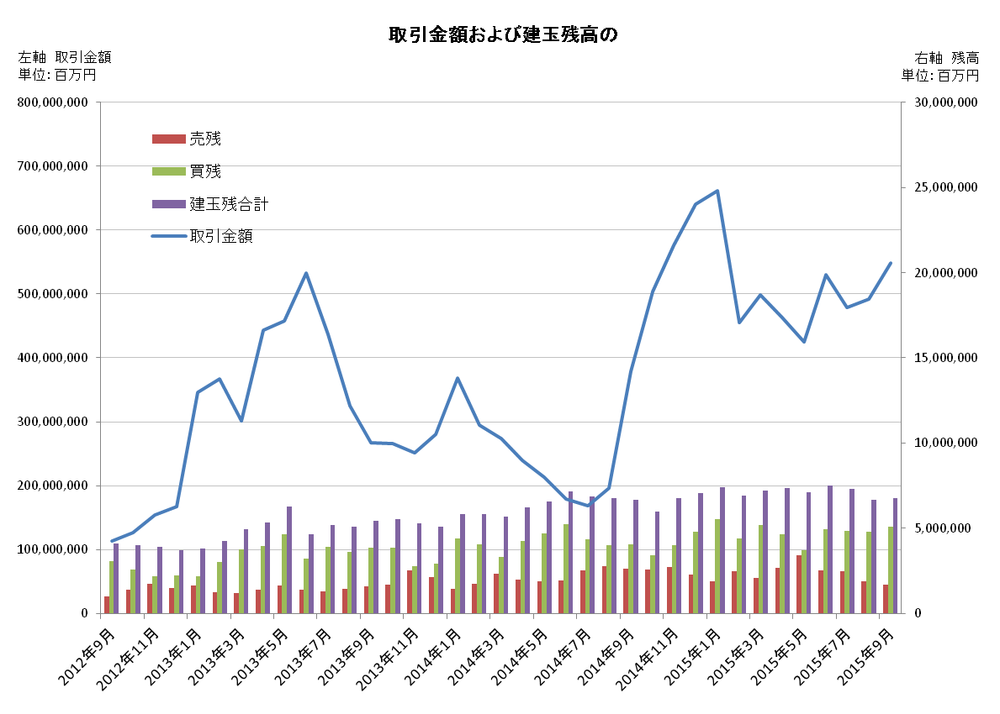 取引金額および建玉残高の
左軸 取引金額
単位: 百万円
右軸 残高
単位: 百万円
800,000,000
700,000,000
600,000,000
500,000,000
400,000,000
300,000,000
200,000,000
100,000,000
0
30,000,000
25,000,000
20,000,000
15,000,000
10,000,000
5,000,000
0
売残
買残
建玉残合計
取引金額
2012年9月
2012年11月
2013年1月
2013年3月
2013年5月
2013年7月
2013年9月
2013年11月
2014年1月
2014年3月
2014年5月
2014年7月
2014年9月
2014年11月
2015年1月
2015年3月
2015年5月
2015年7月
2015年9月